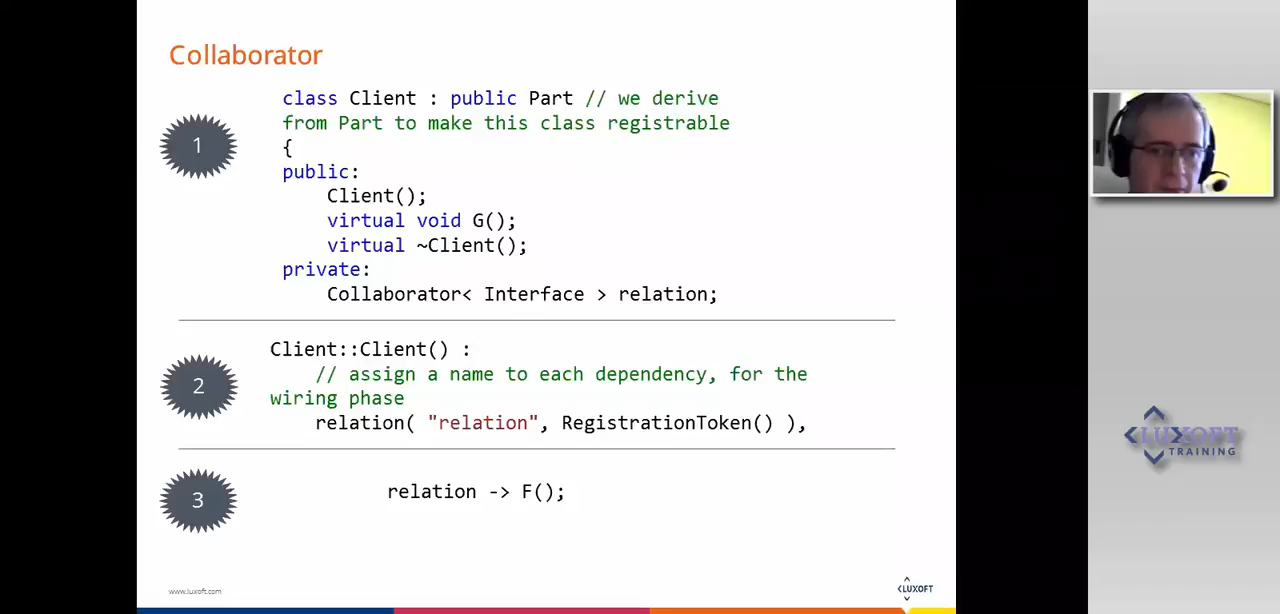 Collaborator
1
class Client : public Part // we derive
from Part to make this class registrable
{
public:
Client();
virtual void G();
virtual ~Client();
private:
Collaborator< Interface > relation;
2
Client::Client() :
// assign a name to each dependency, for the
wiring phase
relation( "relation", RegistrationToken() ),
3
relation -> F();
www.luxoft.com
LUXOFT
LUXOFT
TRAINING